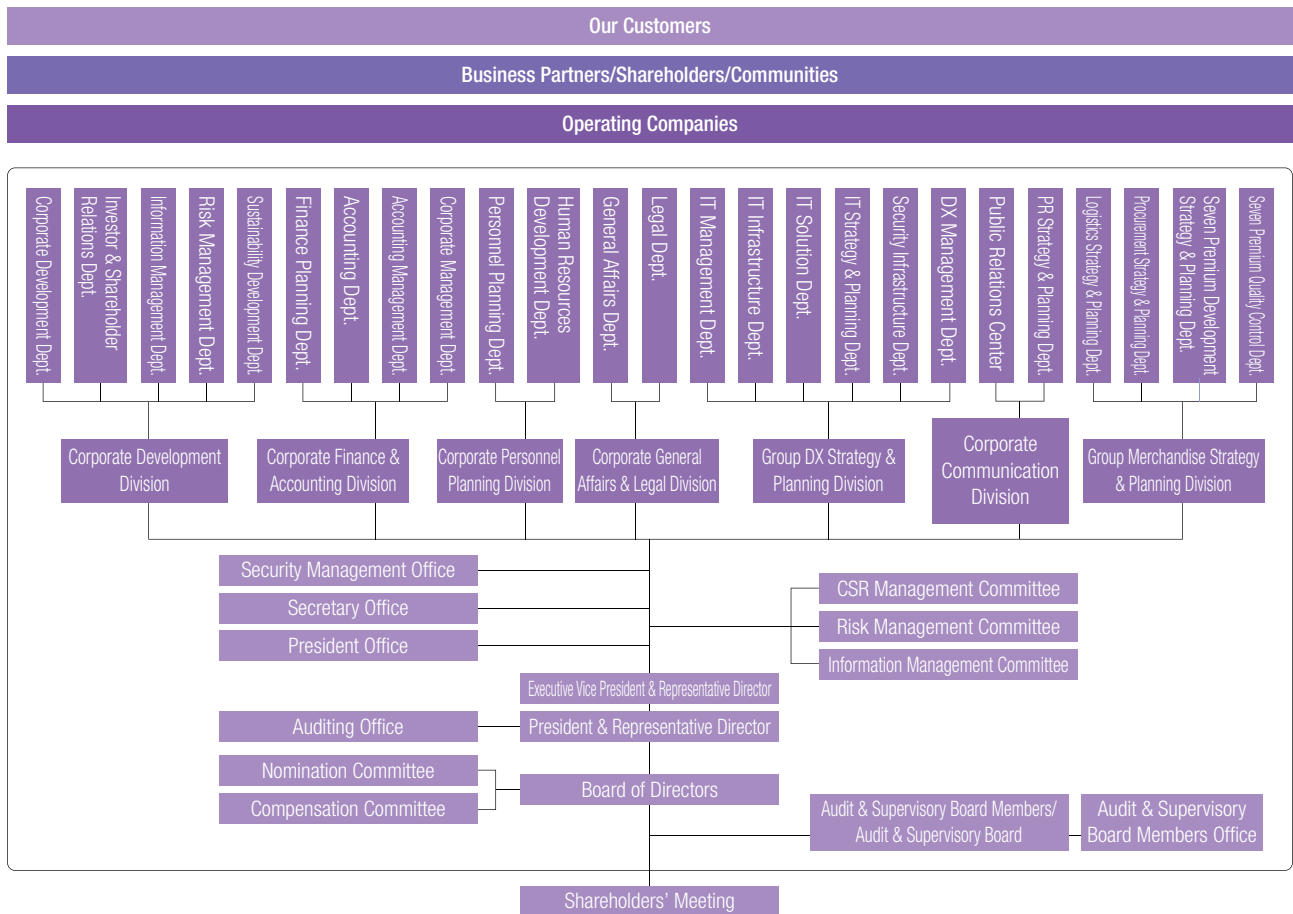 Our Customers
Business Partners/Shareholders/Communities
Operating Companies
Corporate Development Dept.
Investor & Shareholder
Relations Dept.
Information Management Dept.
Risk Management Dept.
Sustainability Development Dept.
Finance Planning Dept.
Accounting Dept.
Accounting Management Dept.
Corporate Management Dept.
Personnel Planning Dept.
Human Resources
Development Dept.
General Affairs Dept.
Legal Dept.
IT Management Dept.
IT Infrastructure Dept.
IT Solution Dept.
IT Strategy & Planning Dept.
Security Infrastructure Dept.
DX Management Dept.
Public Relations Center
PR Strategy & Planning Dept.
Logistics Strategy & Planning Dept.
Procurement Strategy & Planning Dept.
Seven Premium Development
Strategy & Planning Dept.
Seven Premium Quality Control Dept.
Corporate Development
Division
Corporate Finance &
Accounting Division
Corporate Personnel
Planning Division
Corporate General
Affairs & Legal Division
Group DX Strategy &
Planning Division
Corporate
Communication
Division
Group Merchandise Strategy
& Planning Division
Security Management Office
Secretary Office
President Office
CSR Management Committee
Risk Management Committee
Information Management Committee
Executive Vice President & Representative Director
Auditing Office
President & Representative Director
Nomination Committee
Compensation Committee
Board of Directors
Audit & Supervisory Board Members/
Audit & Supervisory Board
Audit & Supervisory
Board Members Office
Shareholders' Meeting